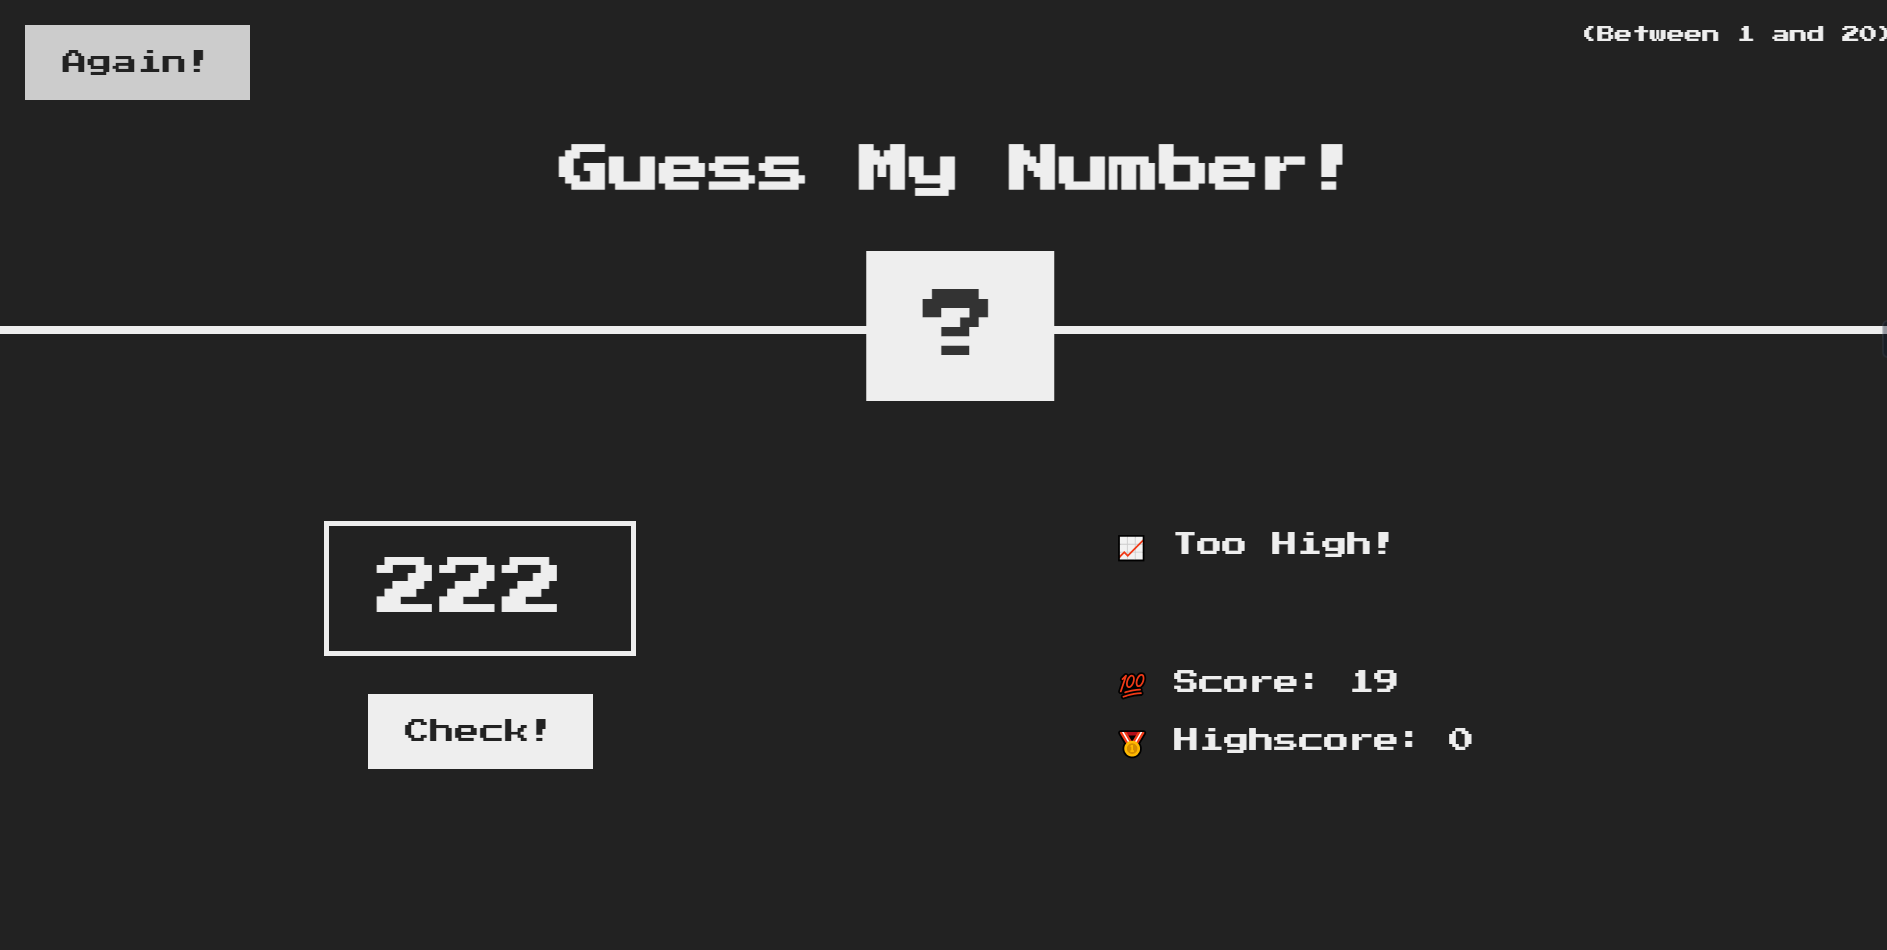 Again!
(Between 1 and 20)
Guess My Number!
?
222
📈 Too High!
Check!
💯 Score: 19
🥇 Highscore: 0